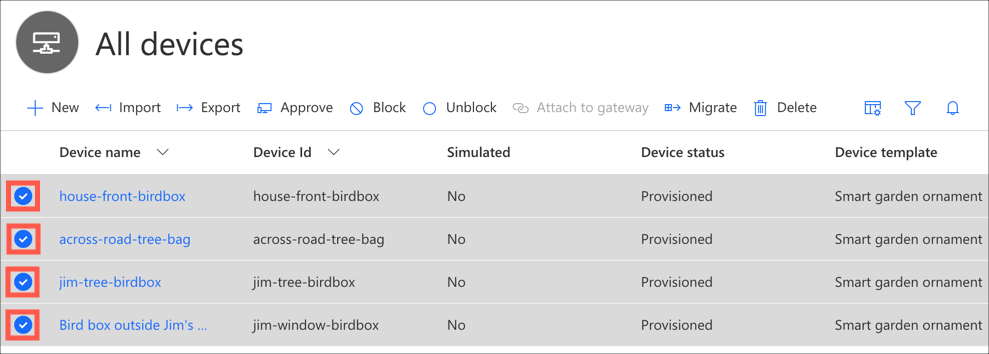 All devices
New Import Export Approve Block Unblock Attach to gateway Migrate Delete
Device name Device Id Simulated Device status Device template
house-front-birdbox house-front-birdbox No Provisioned Smart garden ornament
across-road-tree-bag across-road-tree-bag No Provisioned Smart garden ornament
jim-tree-birdbox jim-tree-birdbox No Provisioned Smart garden ornament
Bird box outside Jim's ... jim-window-birdbox No Provisioned Smart garden ornament